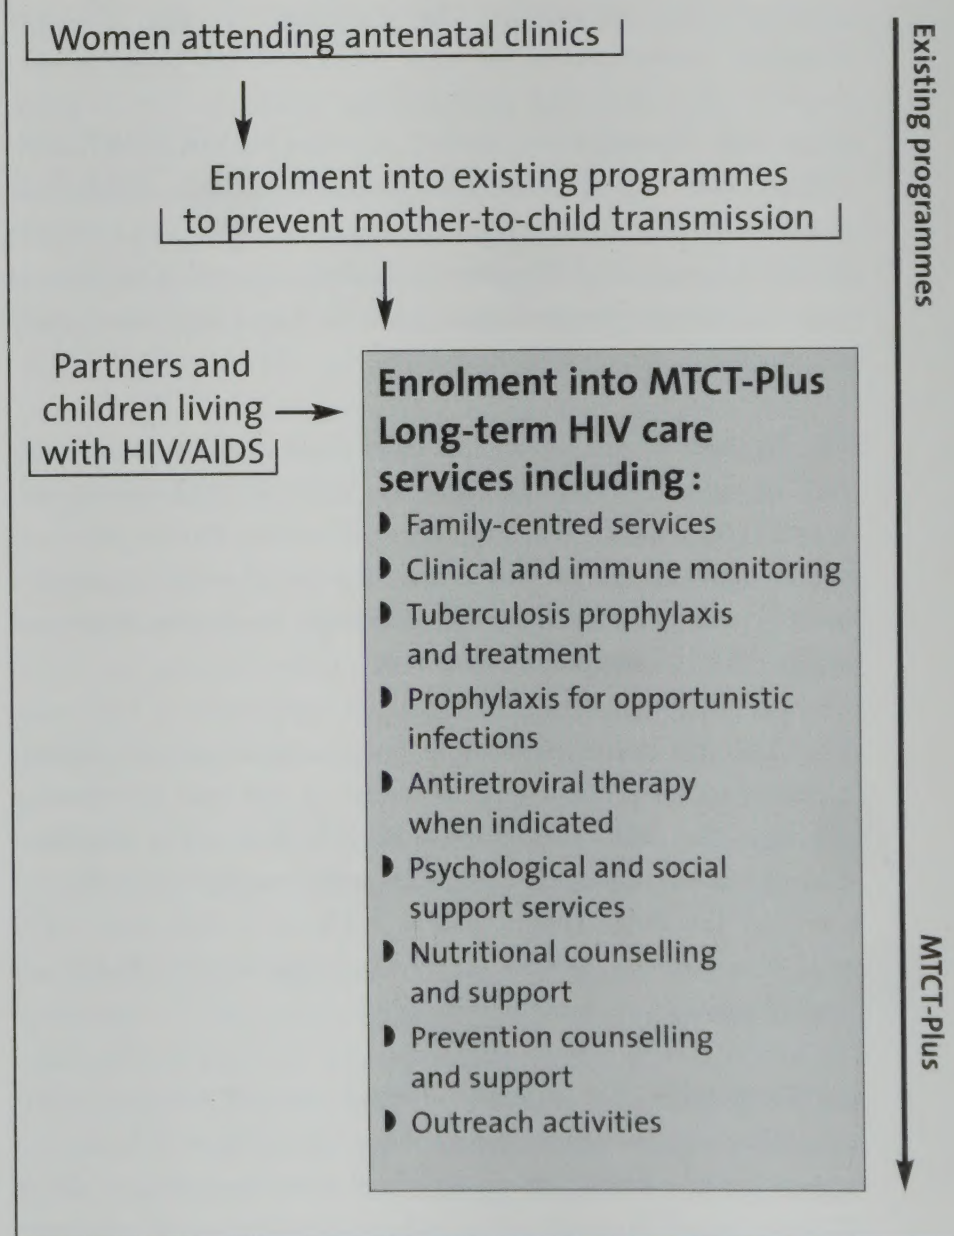 Women attending antenatal clinics
Enrolment into existing programmes
to prevent mother-to-child transmission
Partners and
children living
with HIV/AIDS
Enrolment into MTCT-Plus
Long-term HIV care
services including:
◗ Family-centred services
◗ Clinical and immune monitoring
◗ Tuberculosis prophylaxis
and treatment
◗ Prophylaxis for opportunistic
infections
◗ Antiretroviral therapy
when indicated
◗ Psychological and social
support services
◗ Nutritional counselling
and support
◗ Prevention counselling
and support
◗ Outreach activities
Existing programmes
MTCT-Plus